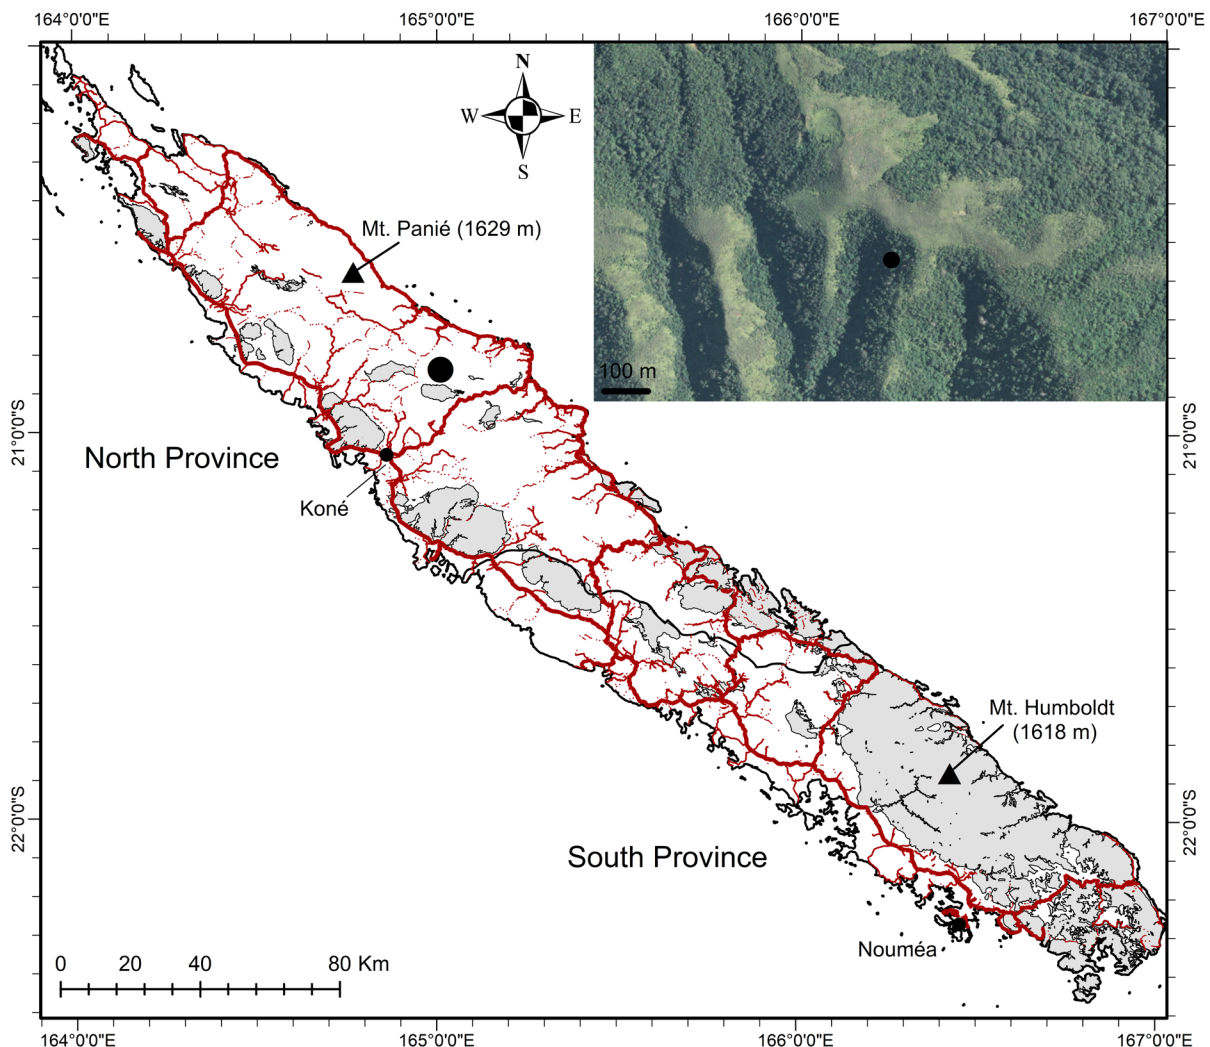 164°0'0"E
165°0'0"E
166°0'0"E
167°0'0"E
N
W
E
S
Mt. Panié (1629 m)
100 m
21°0'0"S
21°0'0"S
North Province
Koné
Mt. Humboldt
(1618 m)
22°0'0"S
22°0'0"S
South Province
Nouméa
0
20
40
80 Km
164°0'0"E
165°0'0"E
166°0'0"E
167°0'0"E